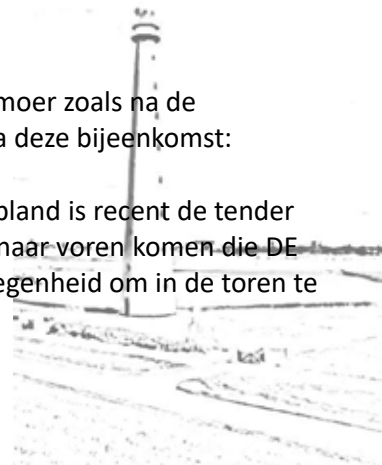 moer zoals na de
a deze bijeenkomst:
pland is recent de tender
naar voren komen die DE
egenheid om in de toren te